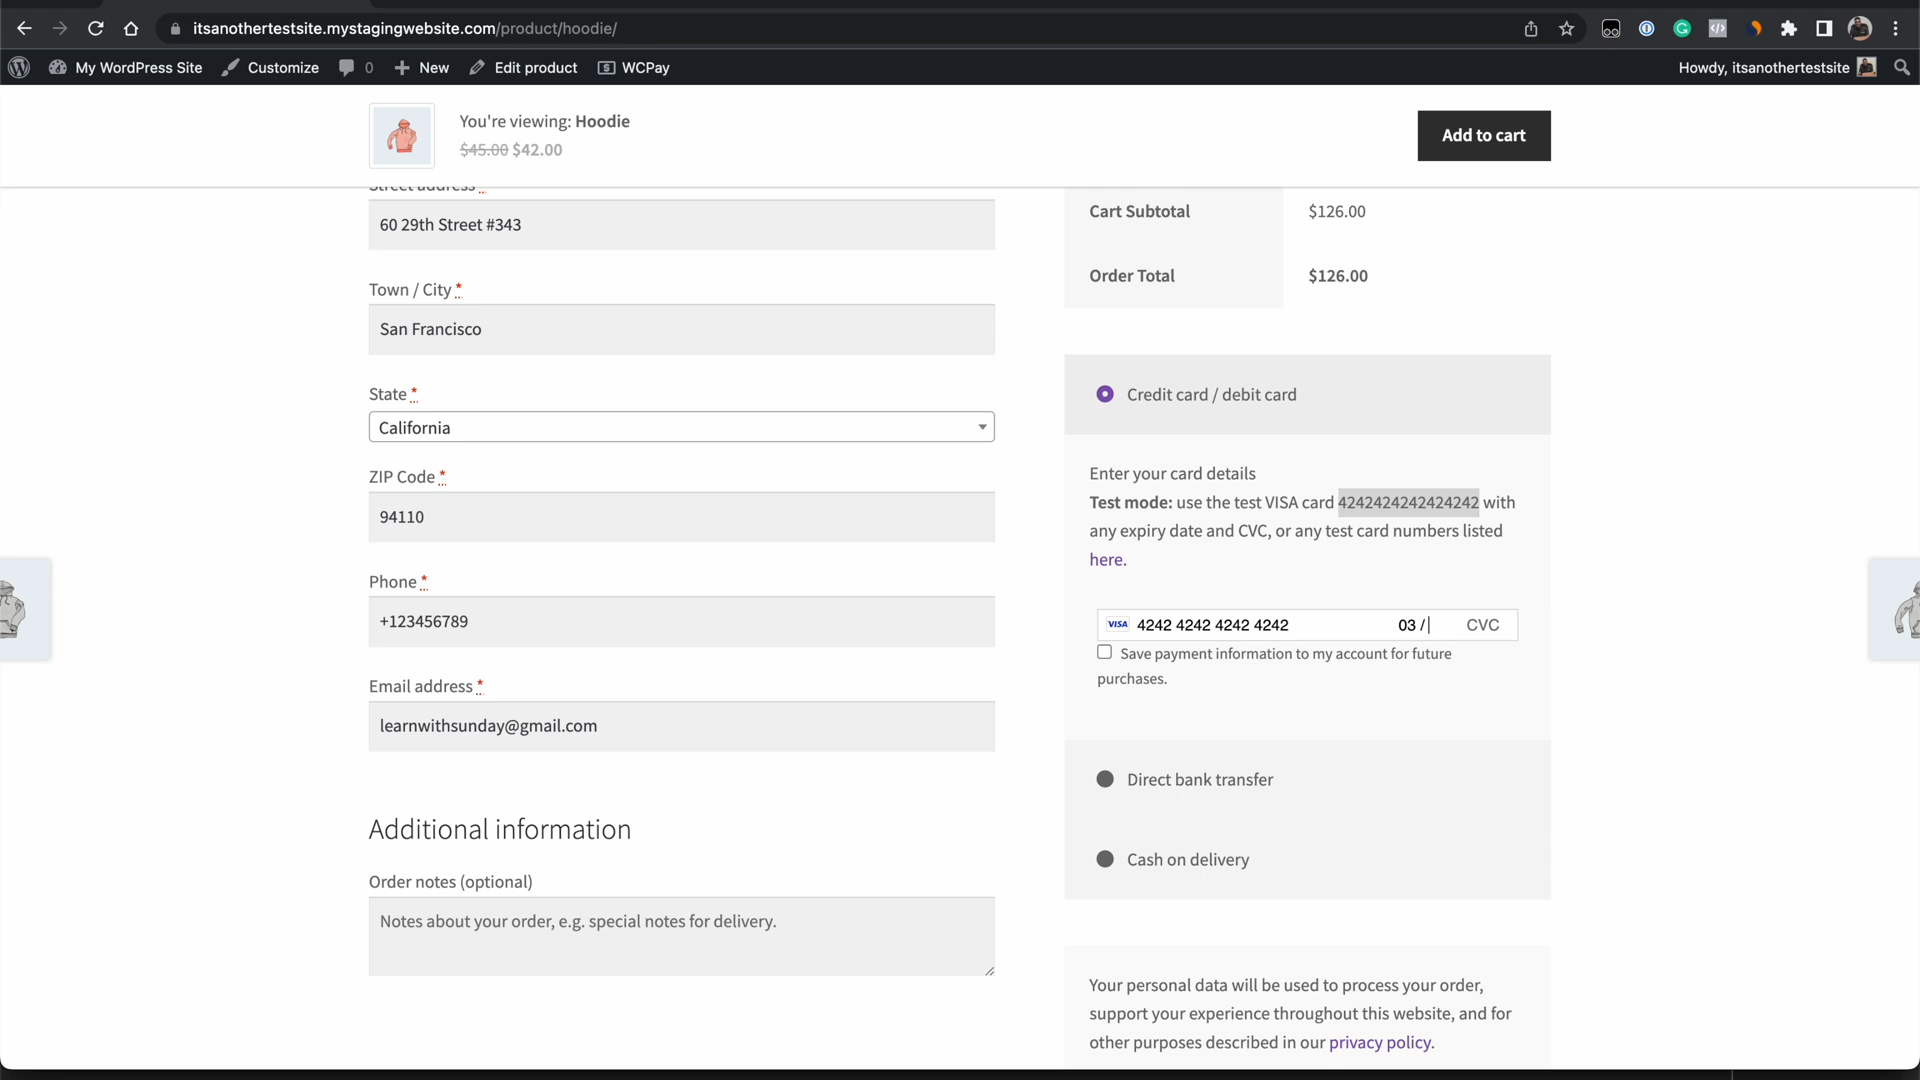 itsanothertestsite.mystagingwebsite.com/product/hoodie/
My WordPress Site
Customize
0
New
Edit product
WCPay
Howdy, itsanothertestsite
You're viewing: Hoodie
$45.00 $42.00
Add to cart
Street address *
60 29th Street #343
Town / City *
San Francisco
State *
California
ZIP Code *
94110
Phone *
+123456789
Email address *
learnwithsunday@gmail.com
Additional information
Order notes (optional)
Notes about your order, e.g. special notes for delivery.
Cart Subtotal
$126.00
Order Total
$126.00
Credit card / debit card
Enter your card details
Test mode: use the test VISA card 4242424242424242 with
any expiry date and CVC, or any test card numbers listed
here.
VISA 4242 4242 4242 4242 03 / CVC
Save payment information to my account for future
purchases.
Direct bank transfer
Cash on delivery
Your personal data will be used to process your order,
support your experience throughout this website, and for
other purposes described in our privacy policy.